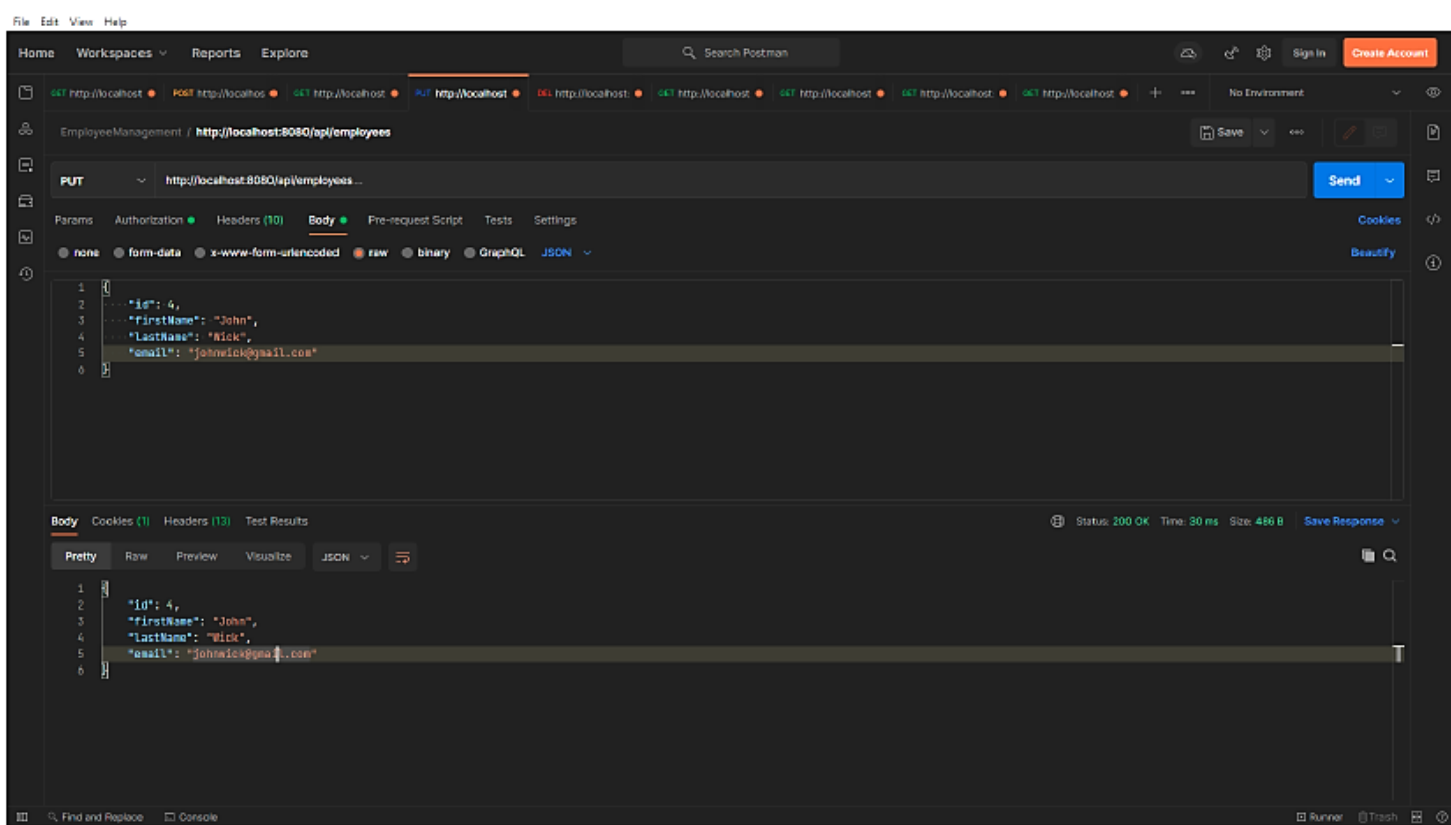 File Edit View Help
Home Workspaces Reports Explore Search Postman Sign In Create Account
GET http://localhost POST http://localhos GET http://localhost PUT http://localhost DEL http://localhost: GET http://localhost GET http://localhost GET http://localhost: GET http://localhost + No Environment
EmployeeManagement / http://localhost:8080/api/employees Save
PUT http://localhost:8080/api/employees... Send
Params Authorization Headers (10) Body Pre-request Script Tests Settings Cookies
none form-data x-www-form-urlencoded raw binary GraphQL JSON Beautify
1 {
2 "id": 4,
3 "firstName": "John",
4 "lastName": "Wick",
5 "email": "johnwick@gmail.com"
6 }
Body Cookies (1) Headers (13) Test Results Status: 200 OK Time: 30 ms Size: 486 B Save Response
Pretty Raw Preview Visualize JSON
1 {
2 "id": 4,
3 "firstName": "John",
4 "lastName": "Wick",
5 "email": "johnwick@gmail.com"
6 }
Find and Replace Console Runner Trash